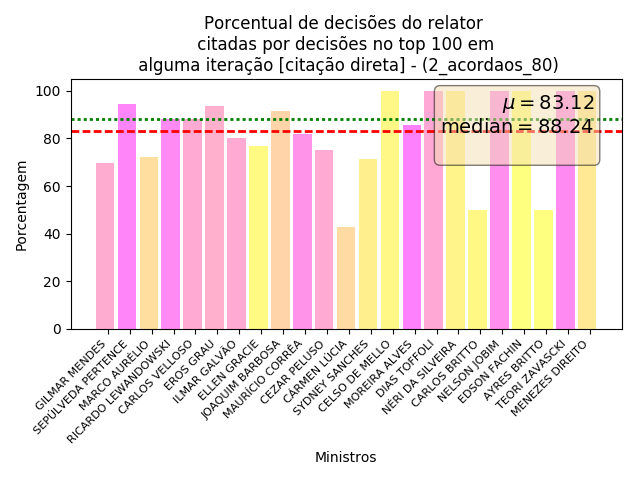 Porcentual de decisões do relator
citadas por decisões no top 100 em
alguma iteração [citação direta] - (2_acordaos_80)
μ = 83.12
median = 88.24
Porcentagem
100
80
60
40
20
0
GILMAR MENDES
SEPÚLVEDA PERTENCE
MARCO AURÉLIO
RICARDO LEWANDOWSKI
CARLOS VELLOSO
EROS GRAU
ILMAR GALVÃO
ELLEN GRACIE
JOAQUIM BARBOSA
MAURÍCIO CORRÊA
CEZAR PELUSO
CÁRMEN LÚCIA
SYDNEY SANCHES
CELSO DE MELLO
MOREIRA ALVES
DIAS TOFFOLI
NÉRI DA SILVEIRA
CARLOS BRITTO
NELSON JOBIM
EDSON FACHIN
AYRES BRITTO
TEORI ZAVASCKI
MENEZES DIREITO
Ministros